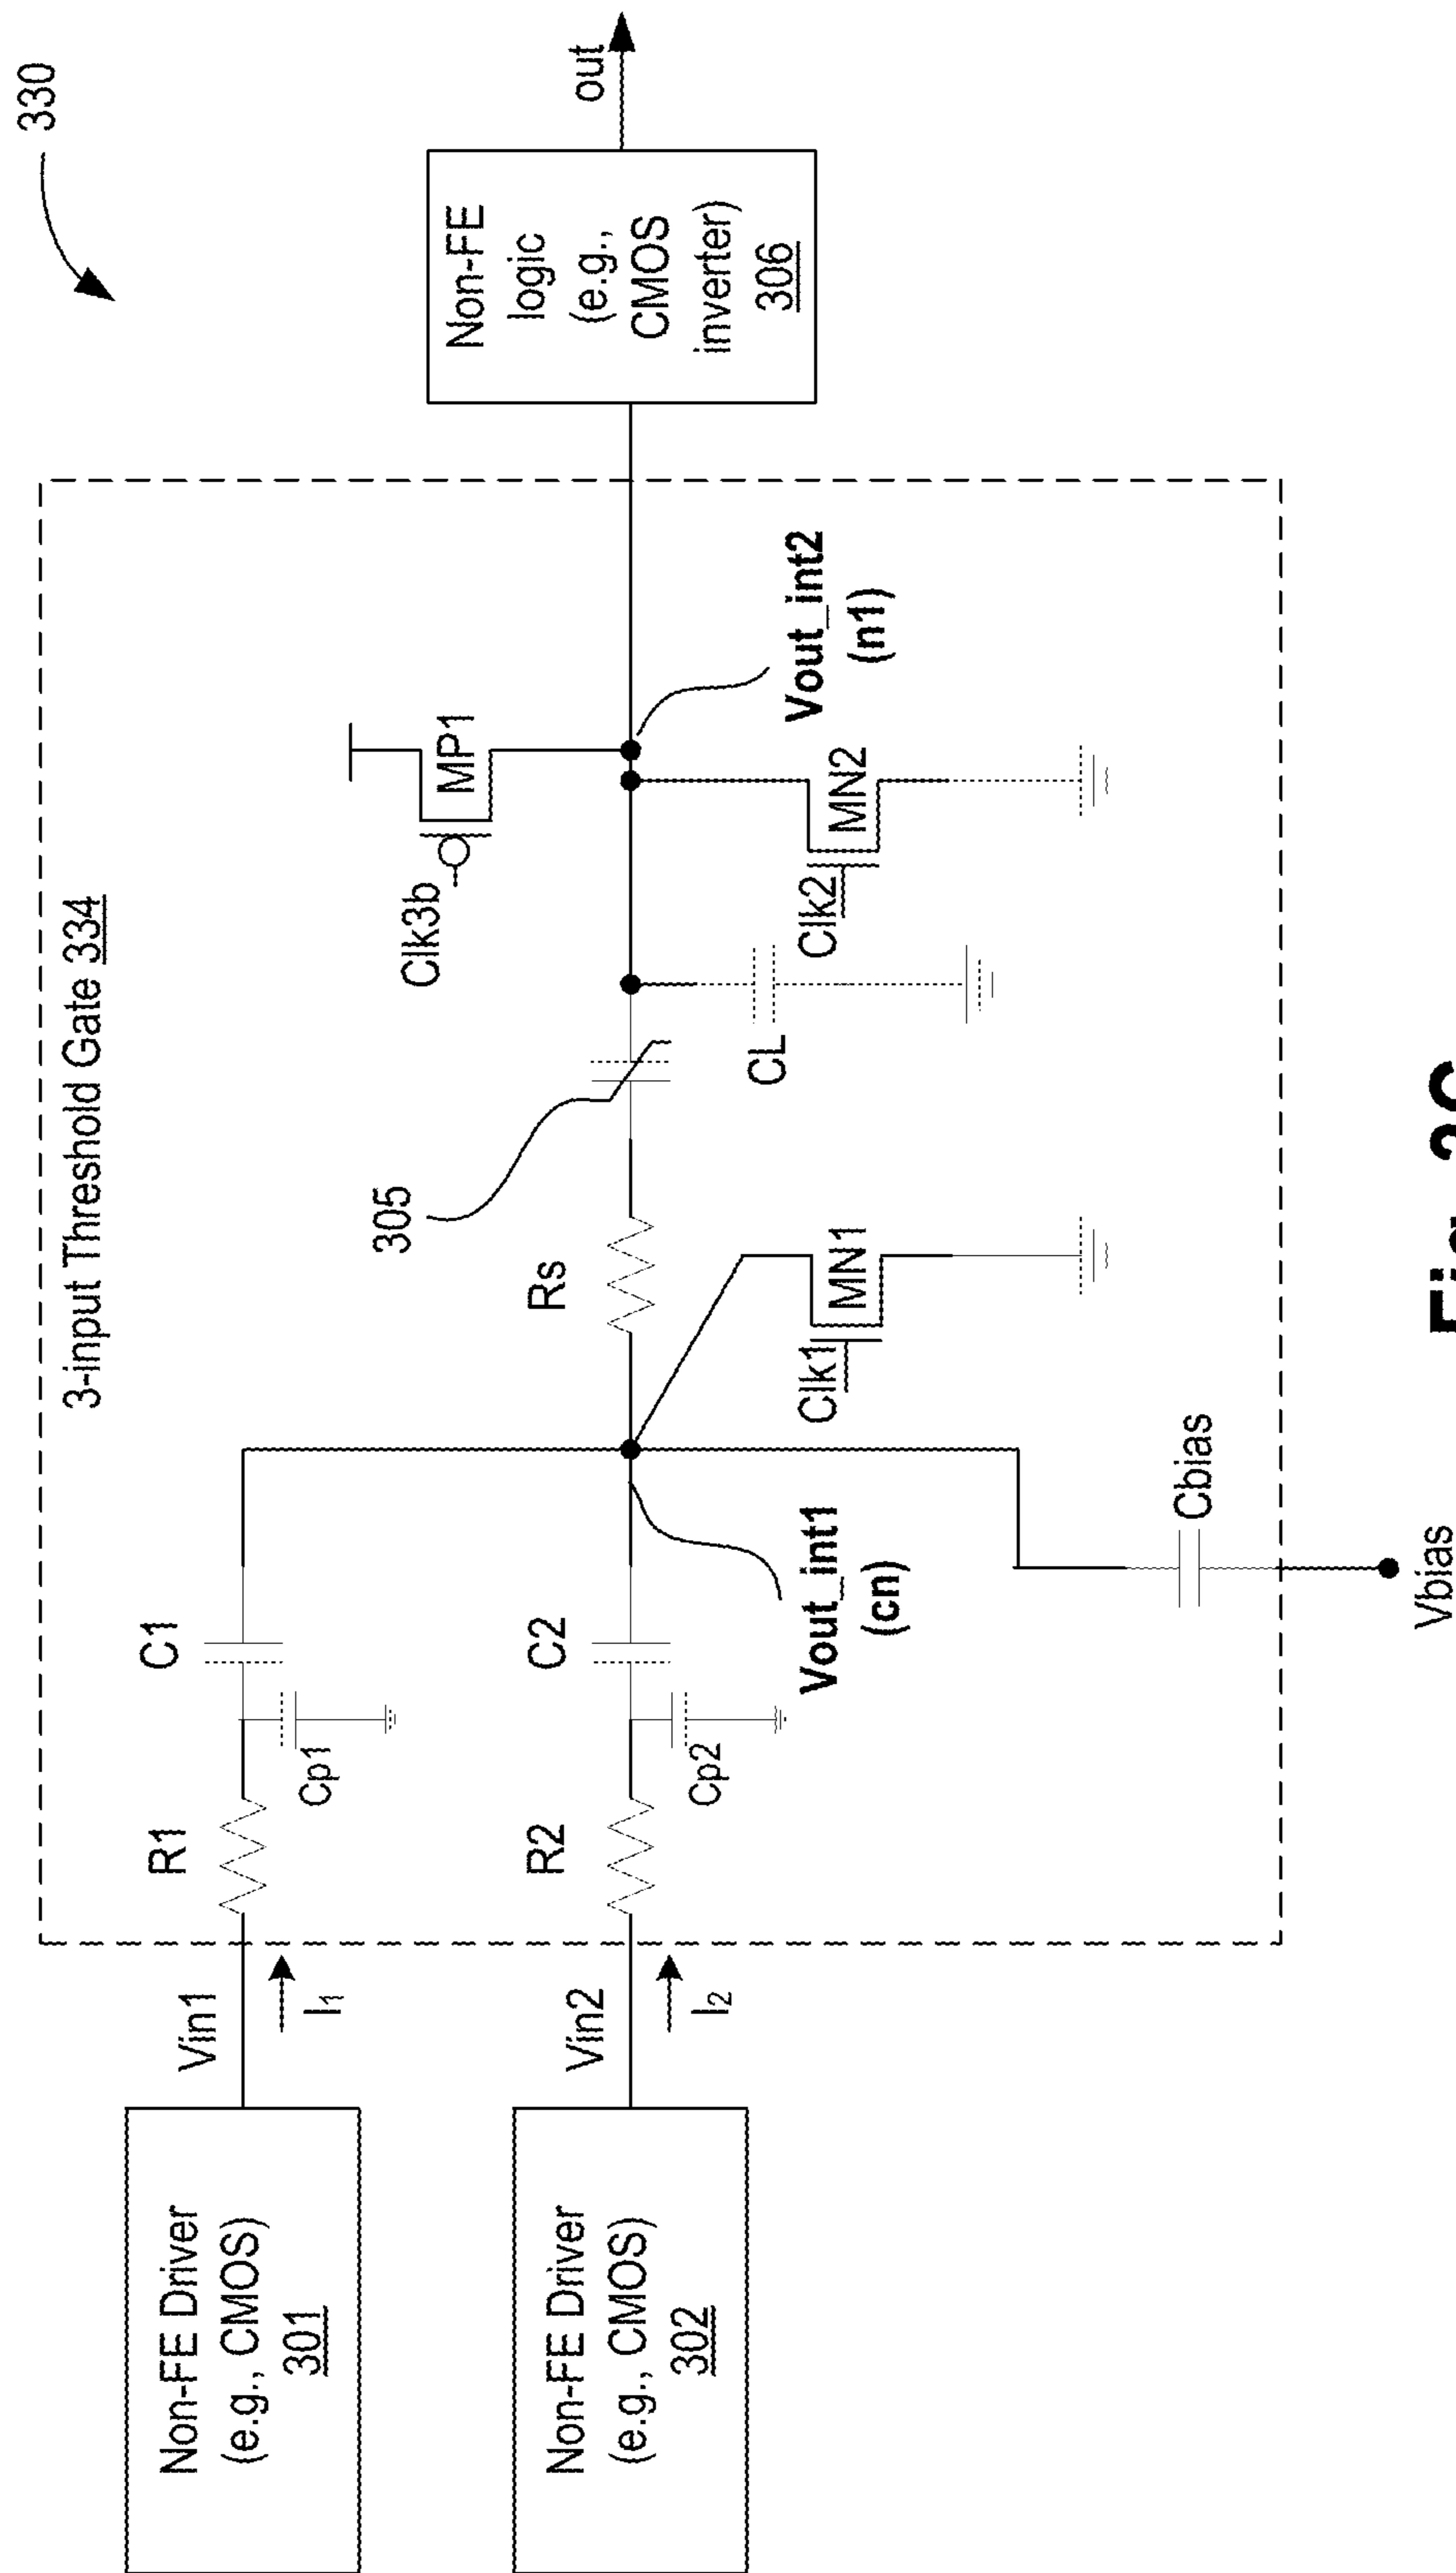 330
3-input Threshold Gate 334
Non-FE Driver
(e.g., CMOS)
301
Vin1
I1
R1
Cp1
C1
Non-FE Driver
(e.g., CMOS)
302
Vin2
I2
R2
Cp2
C2
Vout_int1
(cn)
Rs
305
Clk1
MN1
Cbias
Vbias
CL
Clk3b
MP1
Clk2
MN2
Vout_int2
(n1)
Non-FE
logic
(e.g.,
CMOS
inverter)
306
out